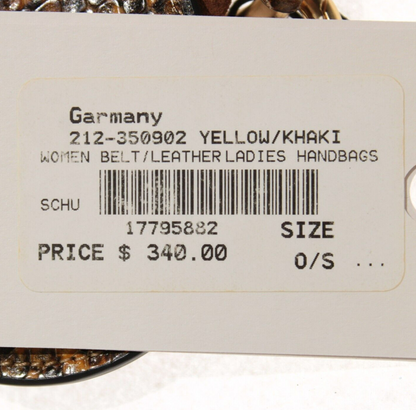 Garmany
212-350902 YELLOW/KHAKI
WOMEN BELT/LEATHER LADIES HANDBAGS
SCHU
17795882
SIZE
PRICE $ 340.00
O/S ...